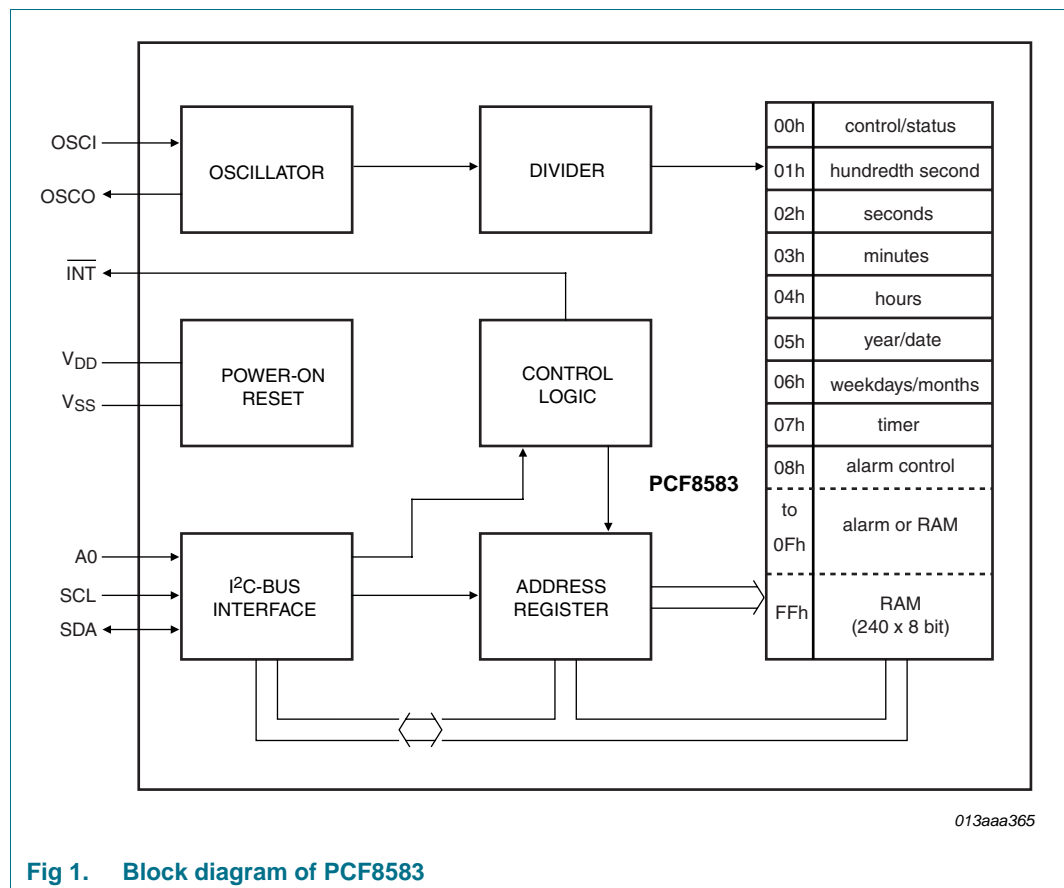 OSCI
OSCO
INT
VDD
VSS
A0
SCL
SDA
OSCILLATOR
DIVIDER
POWER-ON
RESET
CONTROL
LOGIC
PCF8583
I2C-BUS
INTERFACE
ADDRESS
REGISTER
00h control/status
01h hundredth second
02h seconds
03h minutes
04h hours
05h year/date
06h weekdays/months
07h timer
08h alarm control
to
0Fh
alarm or RAM
FFh
RAM
(240 x 8 bit)
013aaa365
Fig 1. Block diagram of PCF8583